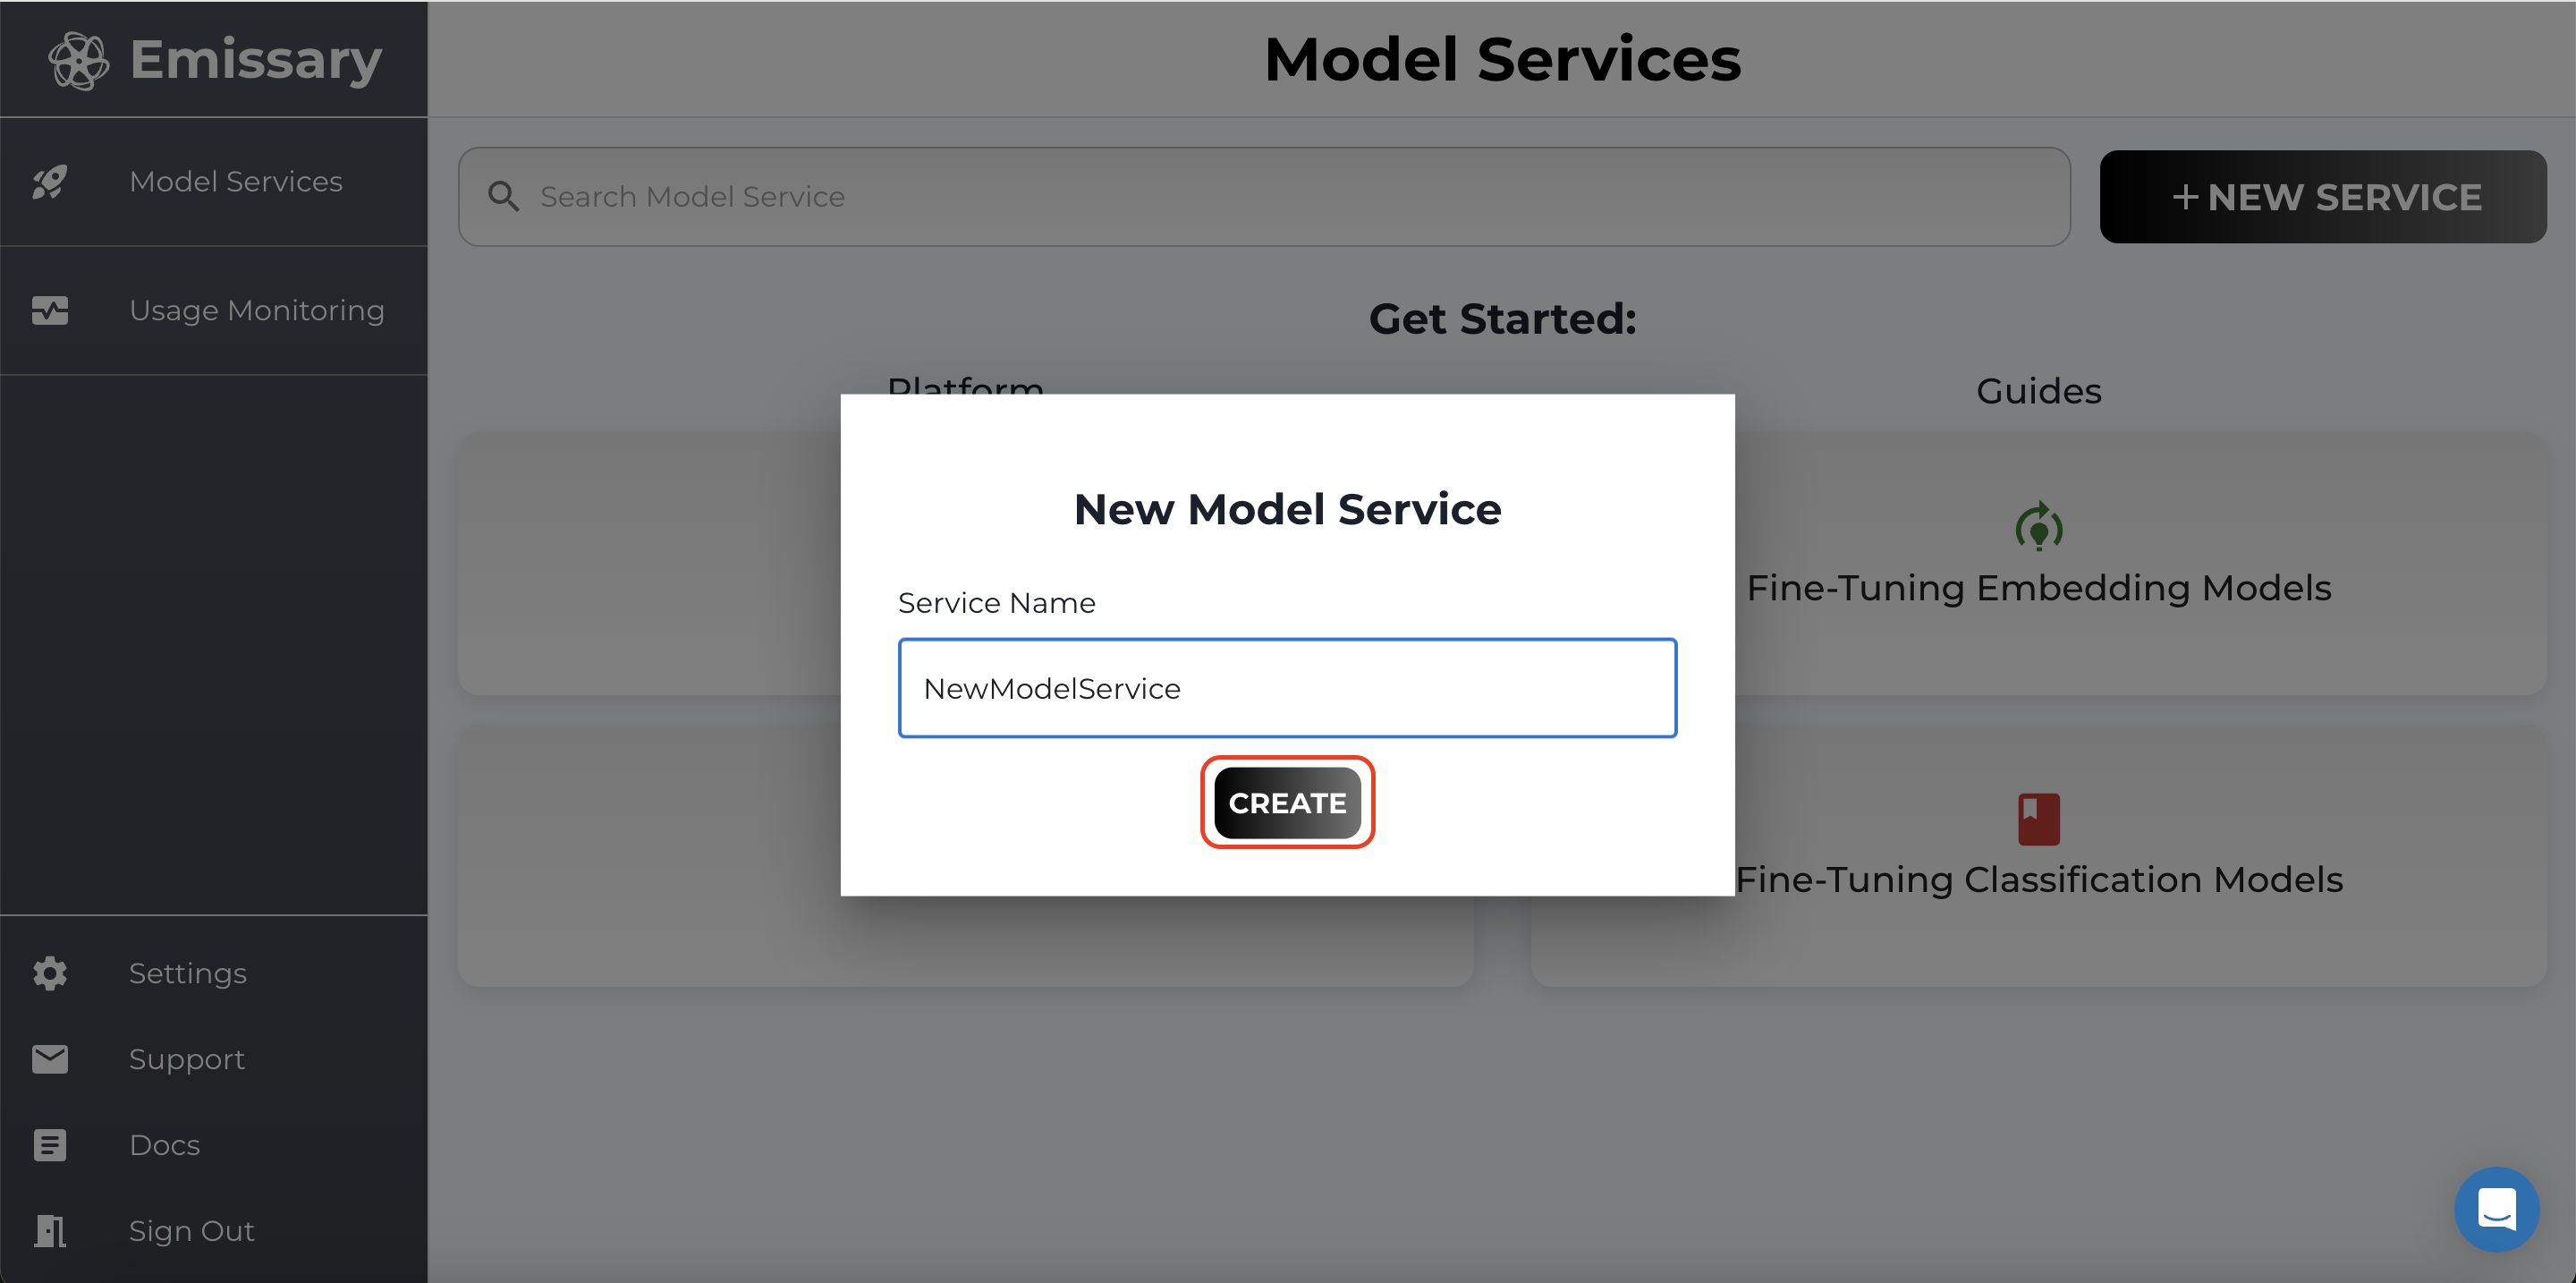 Emissary
Model Services
Usage Monitoring
Settings
Support
Docs
Sign Out
Model Services
Search Model Service
+ NEW SERVICE
Get Started:
Platform
Guides
Fine-Tuning Embedding Models
Fine-Tuning Classification Models
New Model Service
Service Name
NewModelService
CREATE